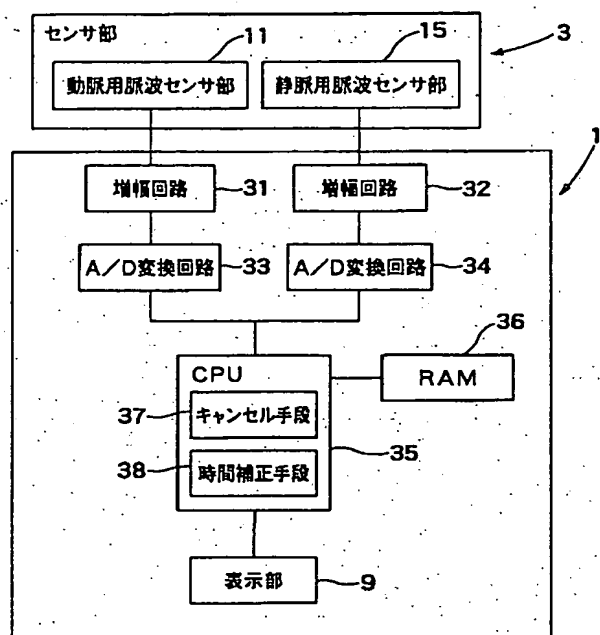 センサ部
11
15
3
動脈用脈波センサ部
静脈用脈波センサ部
1
増幅回路
31
増幅回路
32
A/D変換回路
33
A/D変換回路
34
36
CPU
RAM
37
キャンセル手段
35
38
時間補正手段
表示部
9